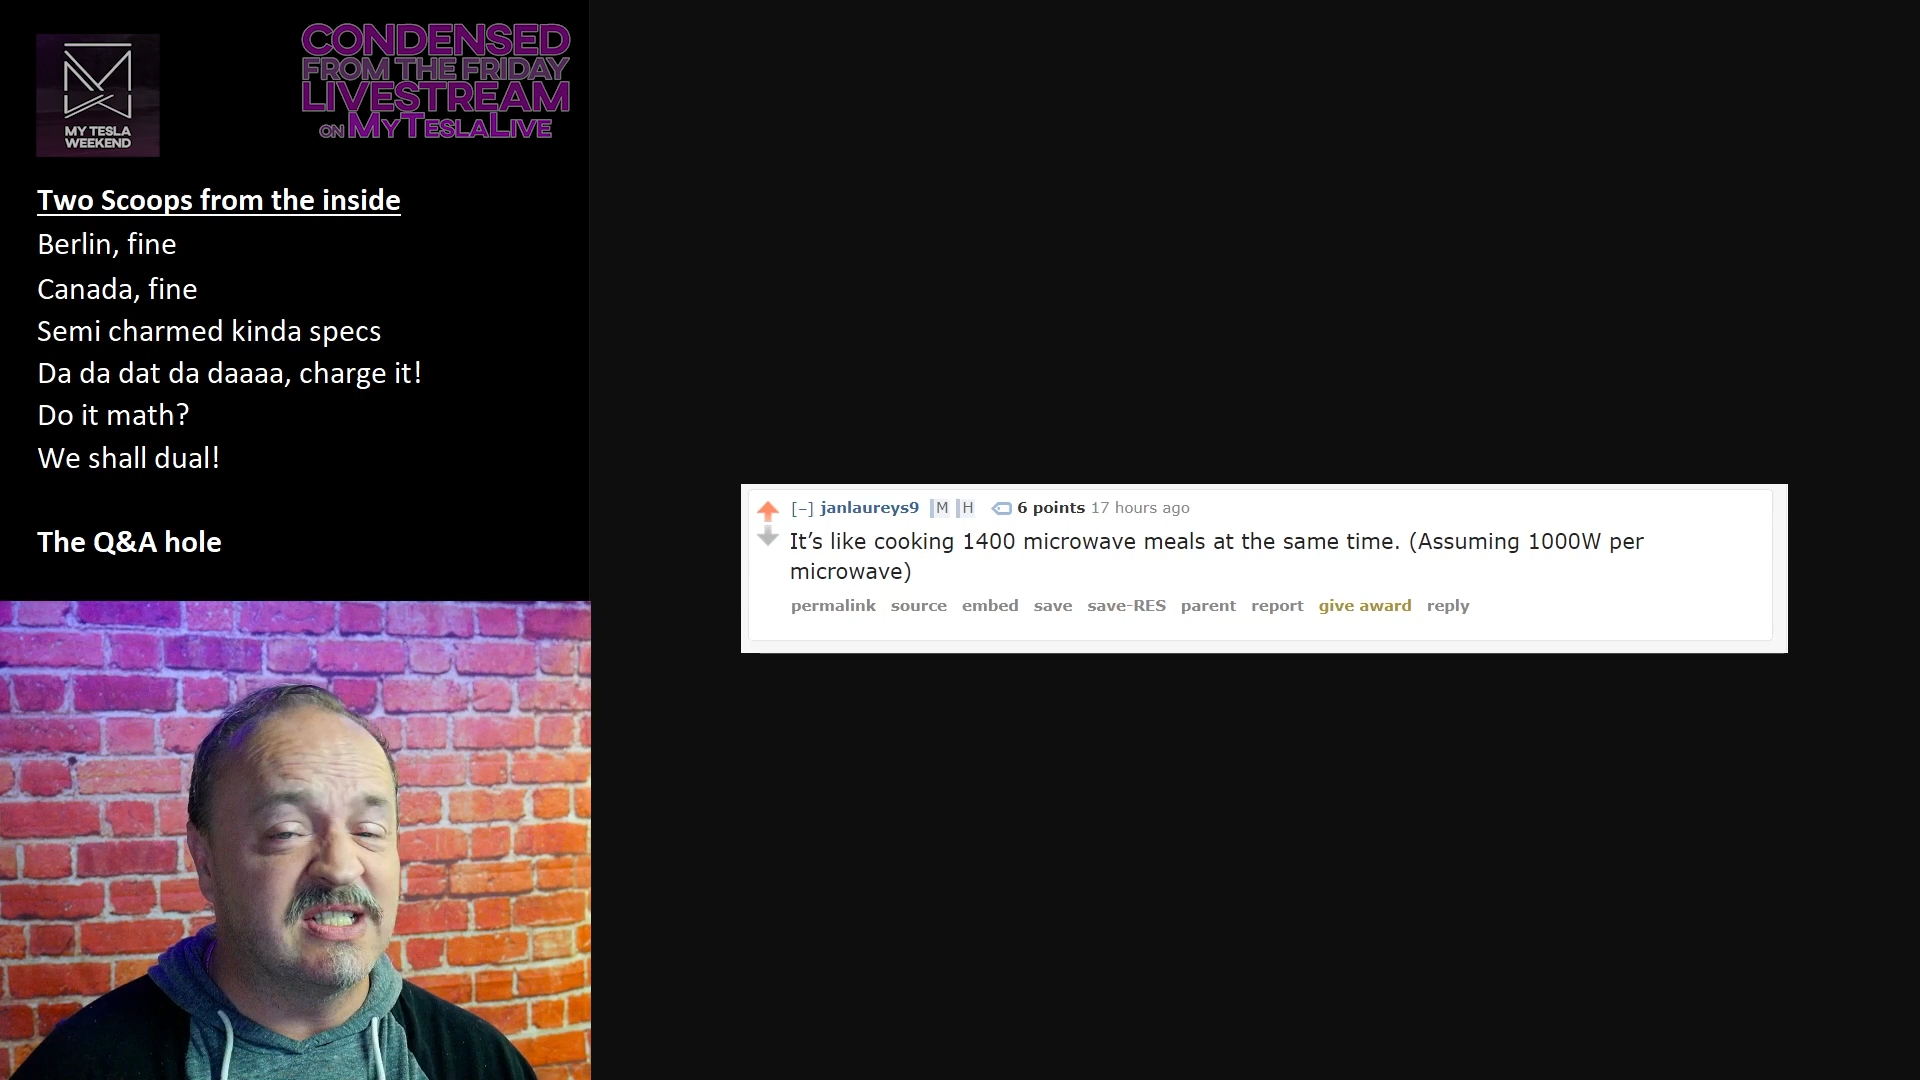 MY TESLA
WEEKEND
CONDENSED
FROM THE FRIDAY
LIVESTREAM
ON MYTESLALIVE
Two Scoops from the inside
Berlin, fine
Canada, fine
Semi charmed kinda specs
Da da dat da daaaa, charge it!
Do it math?
We shall dual!
The Q&A hole
[–] janlaureys9 M H 6 points 17 hours ago
It’s like cooking 1400 microwave meals at the same time. (Assuming 1000W per
microwave)
permalink source embed save save-RES parent report give award reply